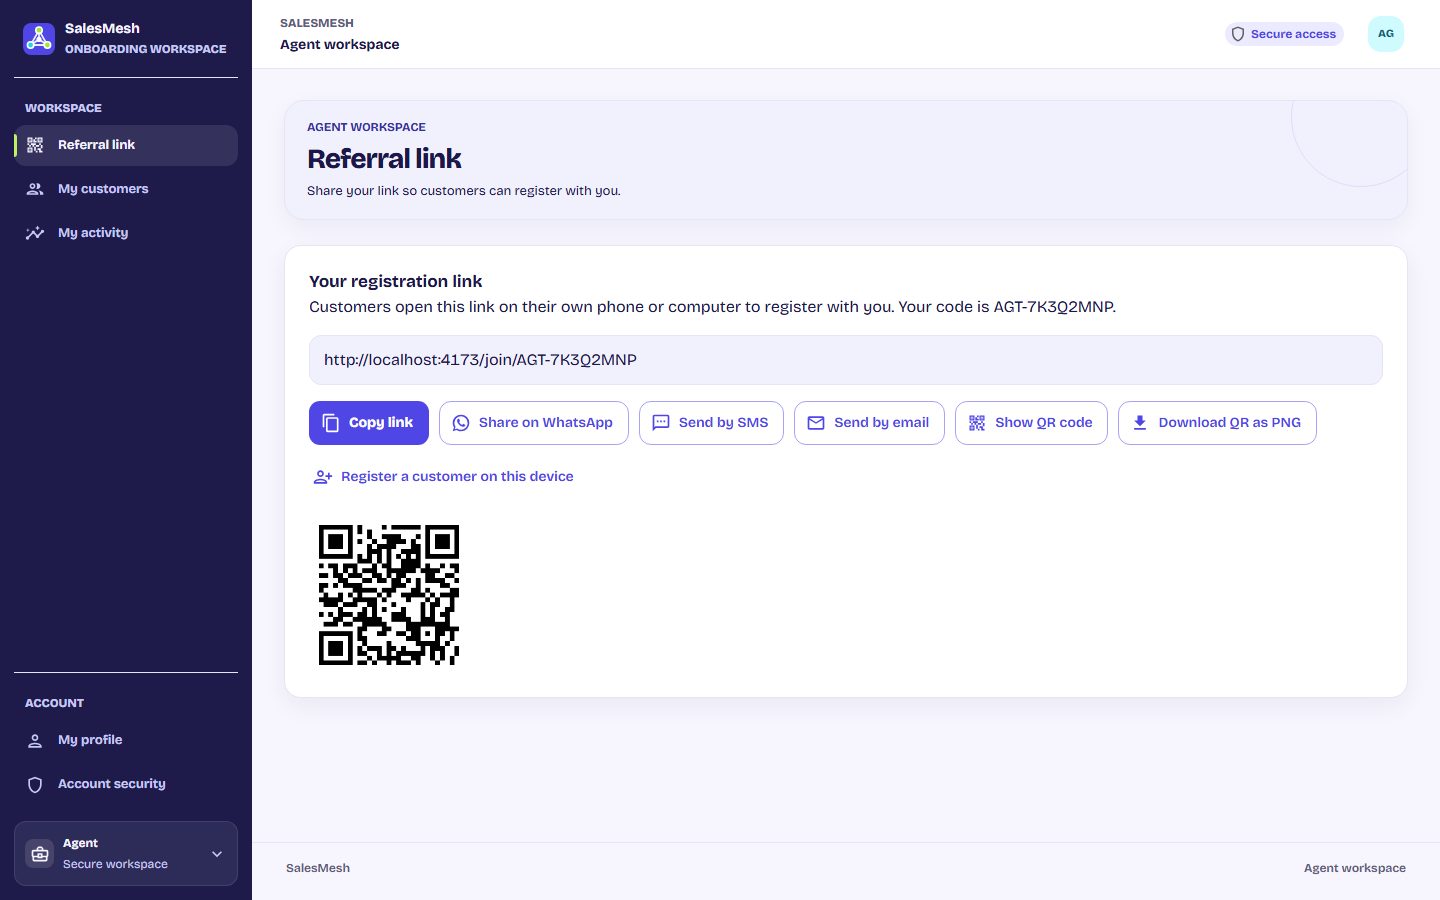 SalesMesh
ONBOARDING WORKSPACE
WORKSPACE
Referral link
My customers
My activity
ACCOUNT
My profile
Account security
Agent
Secure workspace
SALESMESH
Agent workspace
Secure access
AG
AGENT WORKSPACE
Referral link
Share your link so customers can register with you.
Your registration link
Customers open this link on their own phone or computer to register with you. Your code is AGT-7K3Q2MNP.
http://localhost:4173/join/AGT-7K3Q2MNP
Copy link
Share on WhatsApp
Send by SMS
Send by email
Show QR code
Download QR as PNG
Register a customer on this device
SalesMesh
Agent workspace